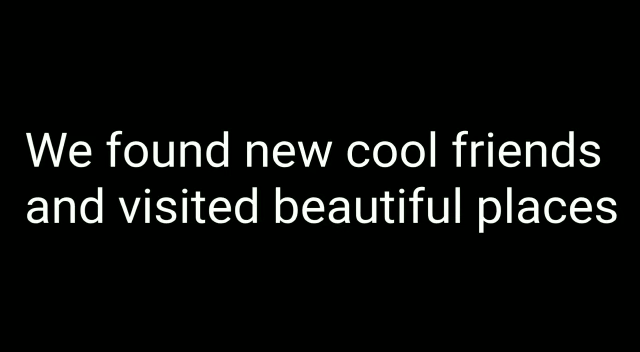 We found new cool friends
and visited beautiful places